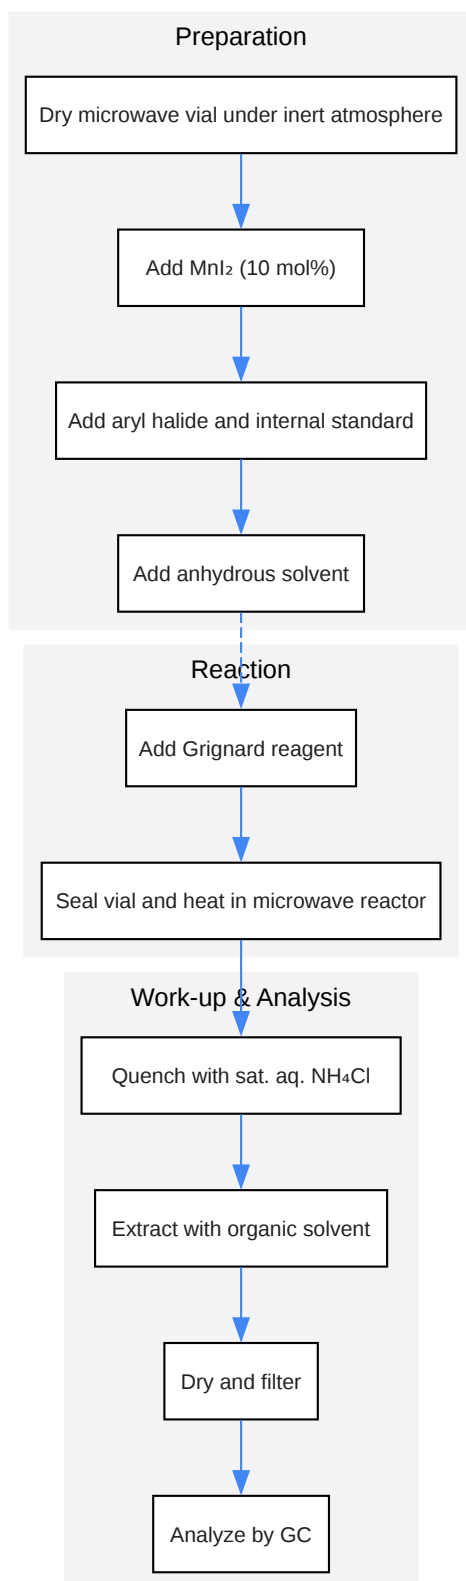 Preparation
Dry microwave vial under inert atmosphere
Add MnI₂ (10 mol%)
Add aryl halide and internal standard
Add anhydrous solvent
Reaction
Add Grignard reagent
Seal vial and heat in microwave reactor
Work-up & Analysis
Quench with sat. aq. NH₄Cl
Extract with organic solvent
Dry and filter
Analyze by GC